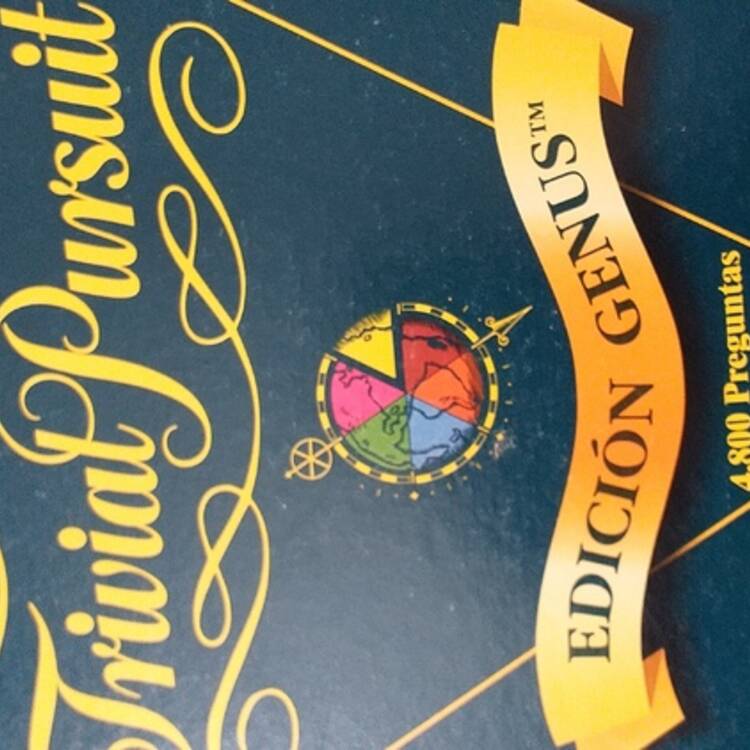 Trivial Pursuit
EDICIÓN GENUS™
4.800 Preguntas